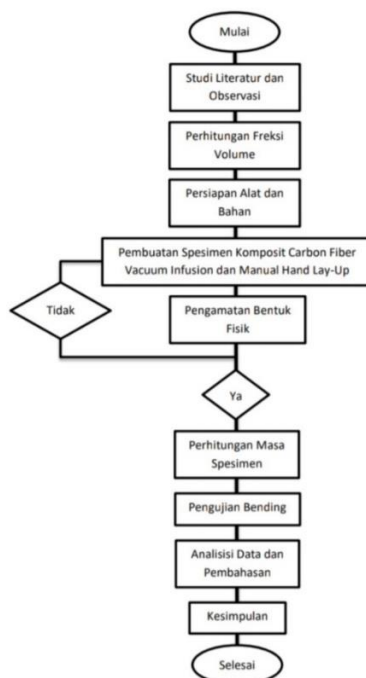 Mulai
Studi Literatur dan
Observasi
Perhitungan Freksi
Volume
Persiapan Alat dan
Bahan
Pembuatan Spesimen Komposit Carbon Fiber
Vacuum Infusion dan Manual Hand Lay-Up
Tidak
Pengamatan Bentuk
Fisik
Ya
Perhitungan Masa
Spesimen
Pengujian Bending
Analisisi Data dan
Pembahasan
Kesimpulan
Selesai